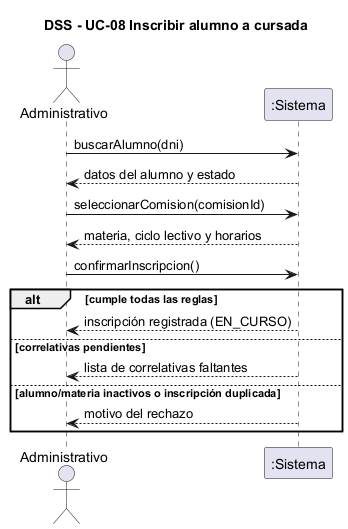 DSS - UC-08 Inscribir alumno a cursada
Administrativo
:Sistema
buscarAlumno(dni)
datos del alumno y estado
seleccionarComision(comisionId)
materia, ciclo lectivo y horarios
confirmarInscripcion()
alt [cumple todas las reglas]
inscripción registrada (EN_CURSO)
[correlativas pendientes]
lista de correlativas faltantes
[alumno/materia inactivos o inscripción duplicada]
motivo del rechazo
Administrativo
:Sistema